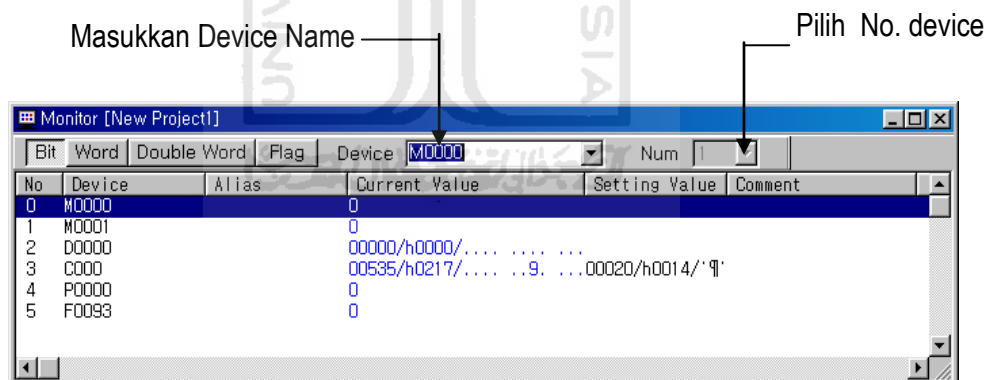 Masukkan Device Name
Pilih No. device
Monitor [New Project1]
Bit Word Double Word Flag Device M0000 Num 1
No Device Alias Current Value Setting Value Comment
0 M0000 0
1 M0001 0
2 D0000 00000/h0000/.... .... .... ...
3 C000 00535/h0217/.... ..9. ...00020/h0014/'¶'
4 P0000 0
5 F0093 0